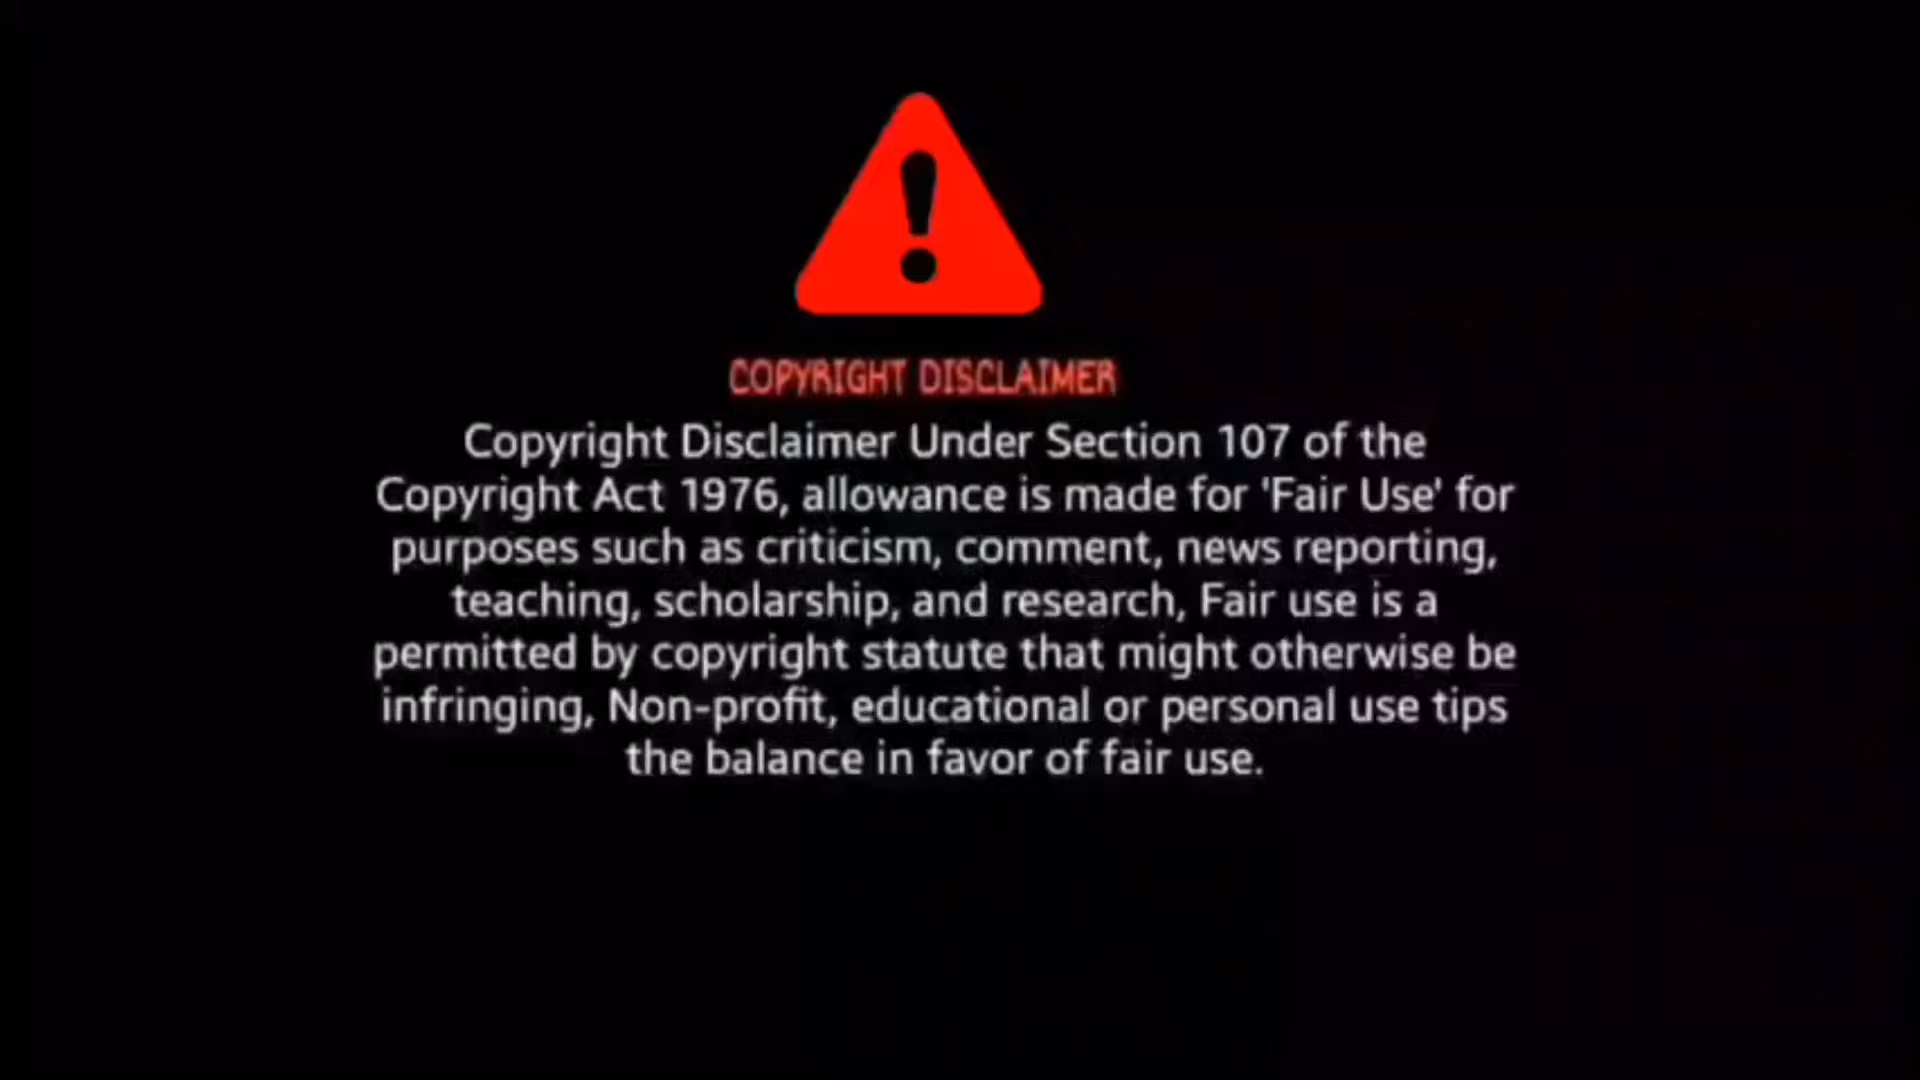 COPYRIGHT DISCLAIMER
Copyright Disclaimer Under Section 107 of the
Copyright Act 1976, allowance is made for 'Fair Use' for
purposes such as criticism, comment, news reporting,
teaching, scholarship, and research, Fair use is a
permitted by copyright statute that might otherwise be
infringing, Non-profit, educational or personal use tips
the balance in favor of fair use.